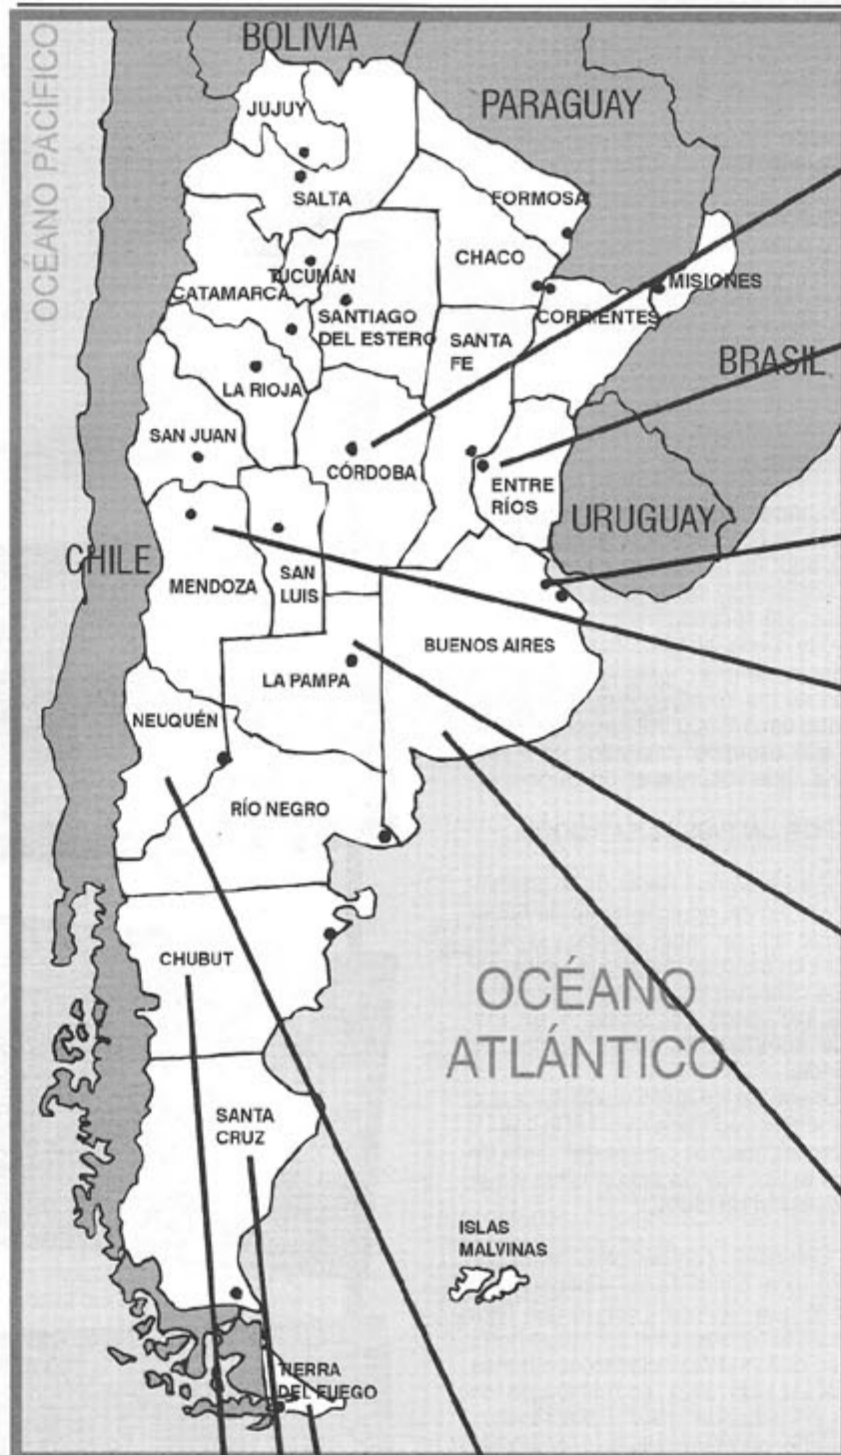 BOLIVIA
OCÉANO PACÍFICO
PARAGUAY
JUJUY
SALTA
FORMOSA
CHACO
MISIONES
TUCUMÁN
CATAMARCA
SANTIAGO
DEL ESTERO
CORRIENTES
SANTA
FE
BRASIL
LA RIOJA
SAN JUAN
CÓRDOBA
ENTRE
RÍOS
URUGUAY
CHILE
MENDOZA
SAN
LUIS
BUENOS AIRES
LA PAMPA
NEUQUÉN
RÍO NEGRO
CHUBUT
OCÉANO
ATLÁNTICO
SANTA
CRUZ
ISLAS
MALVINAS
TIERRA
DEL FUEGO